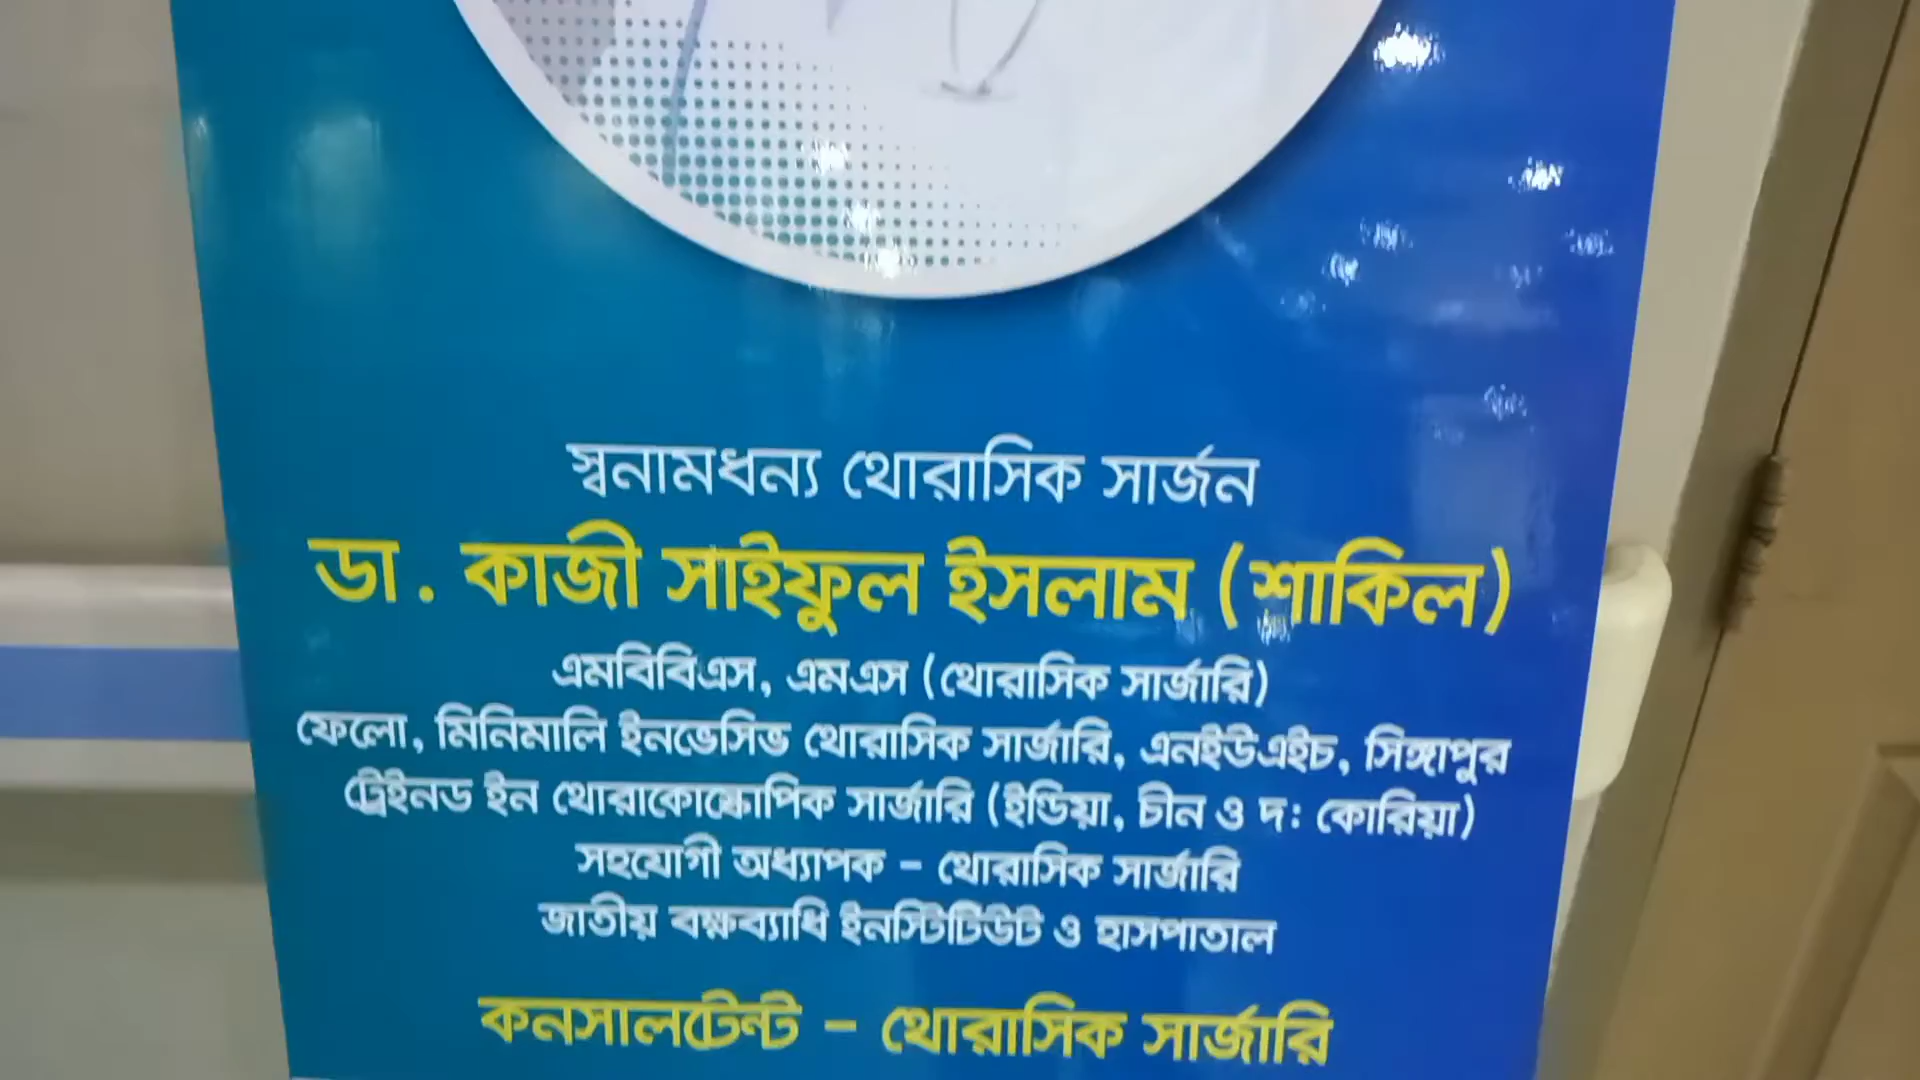 স্বনামধন্য থোরাসিক সার্জন
ডা. কাজী সাইফুল ইসলাম (শাকিল)
এমবিবিএস, এমএস (থোরাসিক সার্জারি)
ফেলো, মিনিমালি ইনভেসিভ থোরাসিক সার্জারি, এনইউএইচ, সিঙ্গাপুর
ট্রেইনড ইন থোরাকোস্কোপিক সার্জারি (ইন্ডিয়া, চীন ও দ: কোরিয়া)
সহযোগী অধ্যাপক - থোরাসিক সার্জারি
জাতীয় বক্ষব্যাধি ইনস্টিটিউট ও হাসপাতাল
কনসালটেন্ট - থোরাসিক সার্জারি